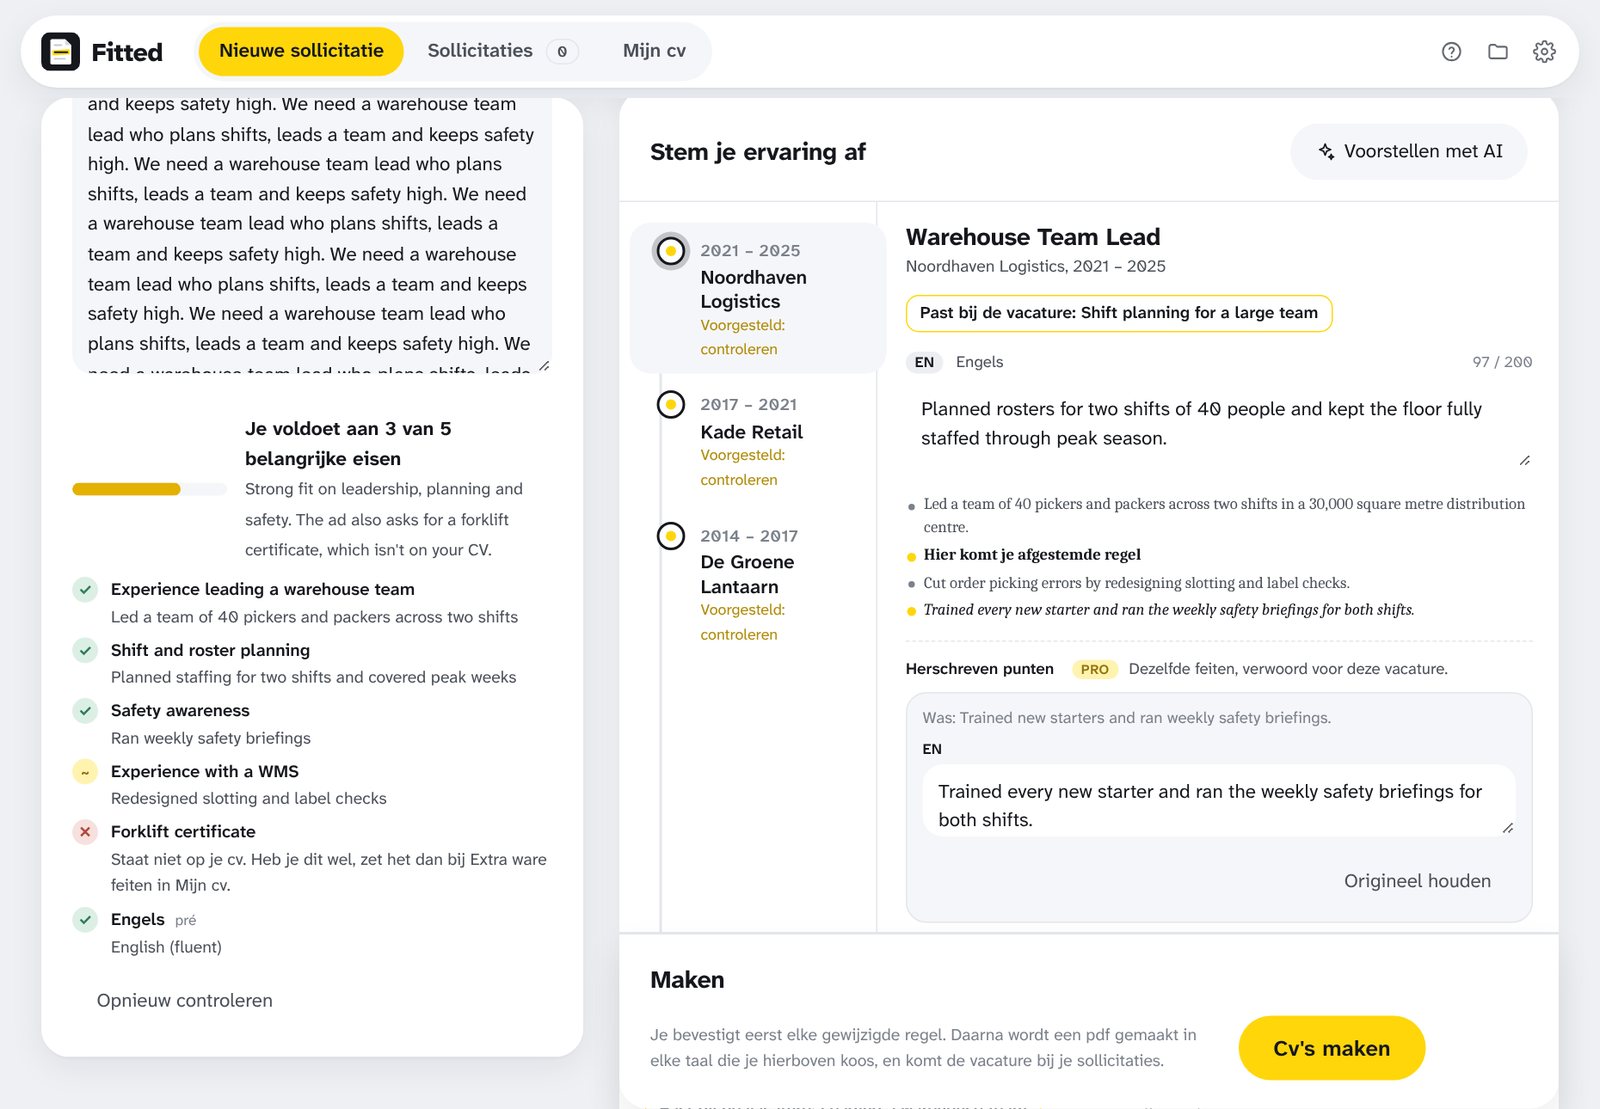 Fitted
Nieuwe sollicitatie
Sollicitaties 0
Mijn cv
and keeps safety high. We need a warehouse team
lead who plans shifts, leads a team and keeps safety
high. We need a warehouse team lead who plans
shifts, leads a team and keeps safety high. We need
a warehouse team lead who plans shifts, leads a
team and keeps safety high. We need a warehouse
team lead who plans shifts, leads a team and keeps
safety high. We need a warehouse team lead who
plans shifts, leads a team and keeps safety high. We
need a warehouse team lead who plans shifts, leads
Je voldoet aan 3 van 5
belangrijke eisen
Strong fit on leadership, planning and
safety. The ad also asks for a forklift
certificate, which isn't on your CV.
Experience leading a warehouse team
Led a team of 40 pickers and packers across two shifts
Shift and roster planning
Planned staffing for two shifts and covered peak weeks
Safety awareness
Ran weekly safety briefings
~ Experience with a WMS
Redesigned slotting and label checks
Forklift certificate
Staat niet op je cv. Heb je dit wel, zet het dan bij Extra ware
feiten in Mijn cv.
Engels pré
English (fluent)
Opnieuw controleren
Stem je ervaring af
Voorstellen met AI
2021 – 2025
Noordhaven
Logistics
Voorgesteld:
controleren
2017 – 2021
Kade Retail
Voorgesteld:
controleren
2014 – 2017
De Groene
Lantaarn
Voorgesteld:
controleren
Warehouse Team Lead
Noordhaven Logistics, 2021 – 2025
Past bij de vacature: Shift planning for a large team
EN Engels 97 / 200
Planned rosters for two shifts of 40 people and kept the floor fully
staffed through peak season.
Led a team of 40 pickers and packers across two shifts in a 30,000 square metre distribution
centre.
Hier komt je afgestemde regel
Cut order picking errors by redesigning slotting and label checks.
Trained every new starter and ran the weekly safety briefings for both shifts.
Herschreven punten PRO Dezelfde feiten, verwoord voor deze vacature.
Was: Trained new starters and ran weekly safety briefings.
EN
Trained every new starter and ran the weekly safety briefings for
both shifts.
Origineel houden
Maken
Je bevestigt eerst elke gewijzigde regel. Daarna wordt een pdf gemaakt in
elke taal die je hierboven koos, en komt de vacature bij je sollicitaties.
Cv's maken